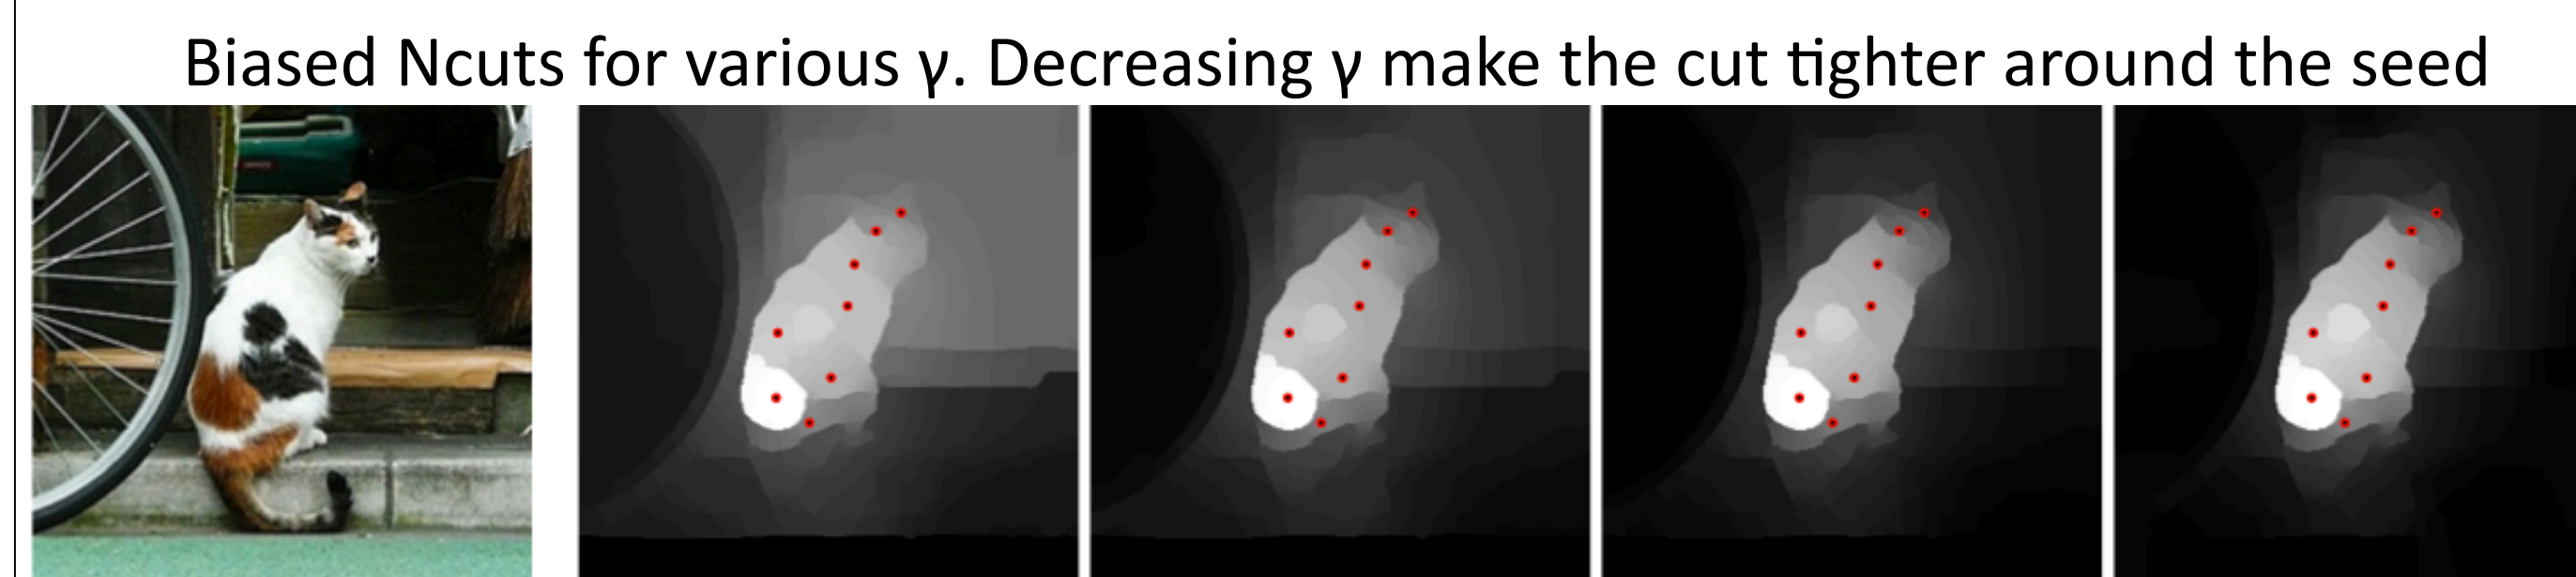 Biased Ncuts for various γ. Decreasing γ make the cut tighter around the seed